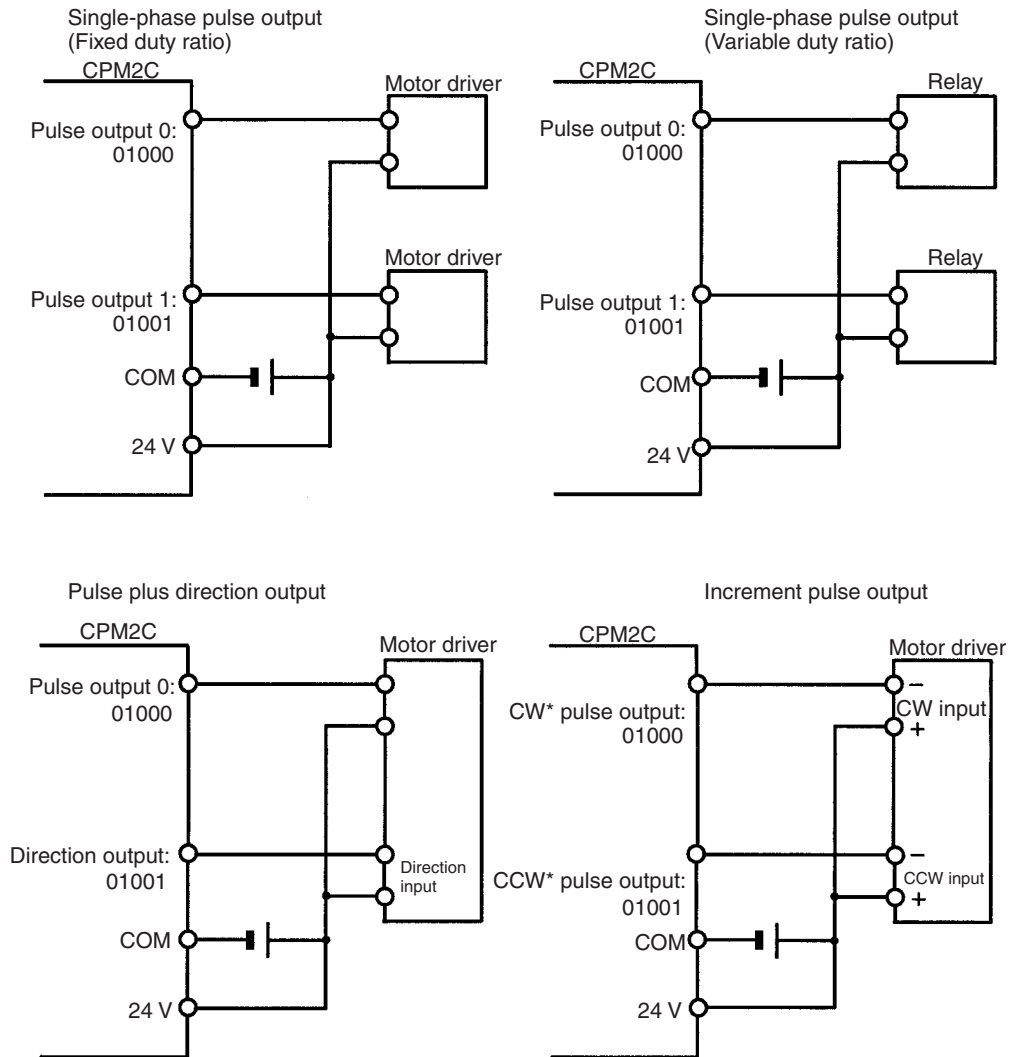 Single-phase pulse output
(Fixed duty ratio)
CPM2C
Motor driver
Pulse output 0:
01000
Motor driver
Pulse output 1:
01001
COM
24 V
Single-phase pulse output
(Variable duty ratio)
CPM2C
Relay
Pulse output 0:
01000
Relay
Pulse output 1:
01001
COM
24 V
Pulse plus direction output
CPM2C
Motor driver
Pulse output 0:
01000
Direction output:
01001
Direction
input
COM
24 V
Increment pulse output
CPM2C
Motor driver
−
CW* pulse output:
01000
CW input
+
−
CCW* pulse output:
01001
CCW input
+
COM
24 V